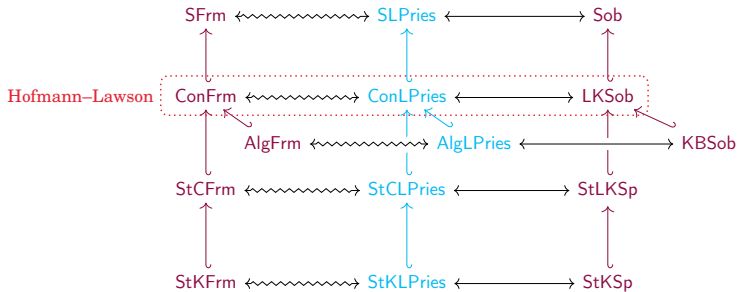 SFrm SLPries Sob
Hofmann–Lawson ConFrm ConLPries LKSob
AlgFrm AlgLPries KBSob
StCFrm StCLPries StLKSp
StKFrm StKLPries StKSp